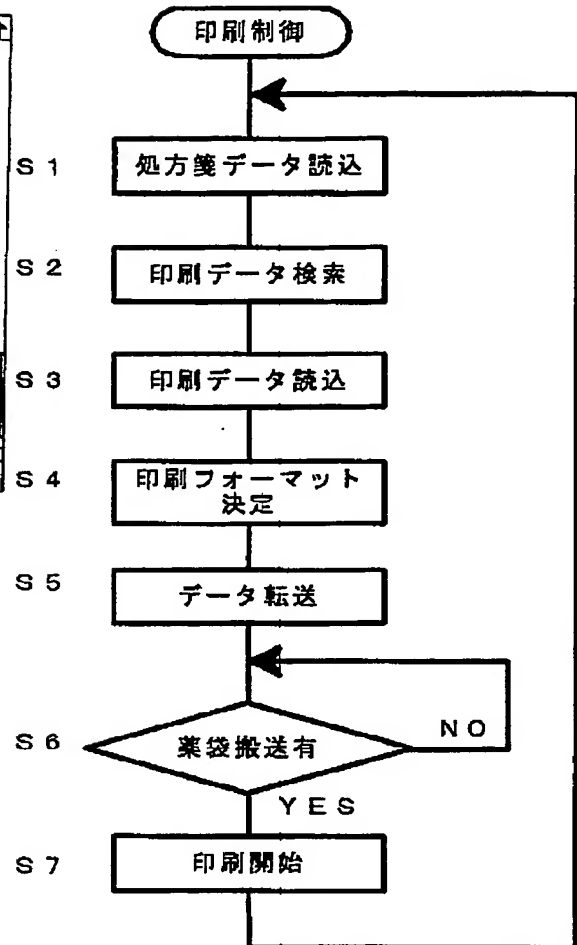 印刷制御
S1 処方箋データ読込
S2 印刷データ検索
S3 印刷データ読込
S4 印刷フォーマット
決定
S5 データ転送
S6 薬袋搬送有 NO
YES
S7 印刷開始